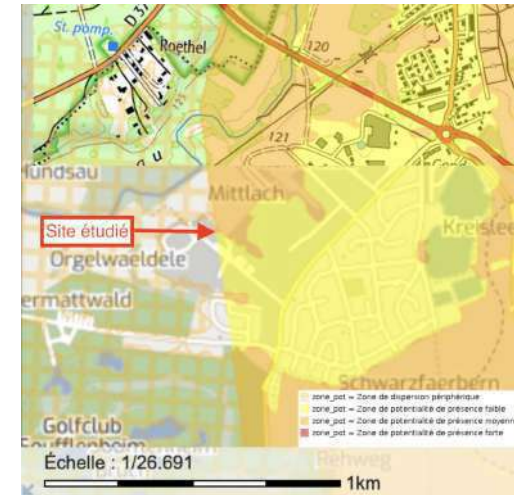 St. pomp.
D 37
Roethel
120
121
Hundsau
Mittlach
Site étudié
Kreislee
Orgelwaeldele
ermattwald
Schwarzfaerbern
zone_pot = Zone de dispersion périphérique
zone_pot = Zone de potentialité de présence faible
zone_pot = Zone de potentialité de présence moyenn
zone_pot = Zone de potentialité de présence forte
Golfclub
Rehweg
Échelle : 1/26.691
1km